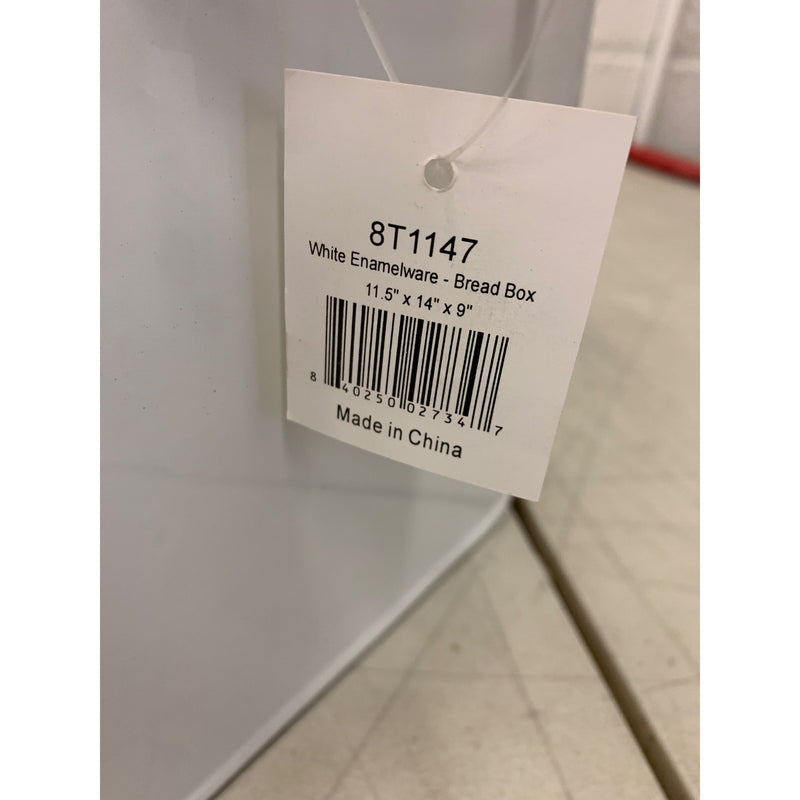 8T1147
White Enamelware - Bread Box
11.5" x 14" x 9"
8 40250 02734 7
Made in China